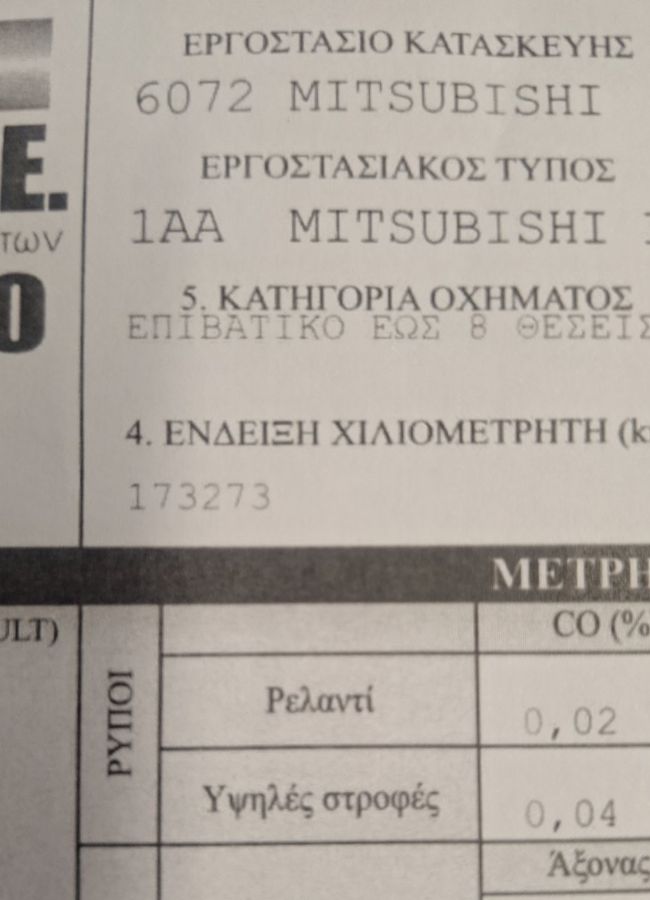 ΕΡΓΟΣΤΑΣΙΟ ΚΑΤΑΣΚΕΥΗΣ
6072 MITSUBISHI
Ε.
ΕΡΓΟΣΤΑΣΙΑΚΟΣ ΤΥΠΟΣ
1AA MITSUBISHI
των
5. ΚΑΤΗΓΟΡΙΑ ΟΧΗΜΑΤΟΣ
ΕΠΙΒΑΤΙΚΟ ΕΩΣ 8 ΘΕΣΕΙΣ
Ο
4. ΕΝΔΕΙΞΗ ΧΙΛΙΟΜΕΤΡΗΤΗ (k
173273
ΜΕΤΡΗ
ULT)
ΡΥΠΟΙ
CO (%
Ρελαντί
0,02
Υψηλές στροφές
0,04
Άξονας